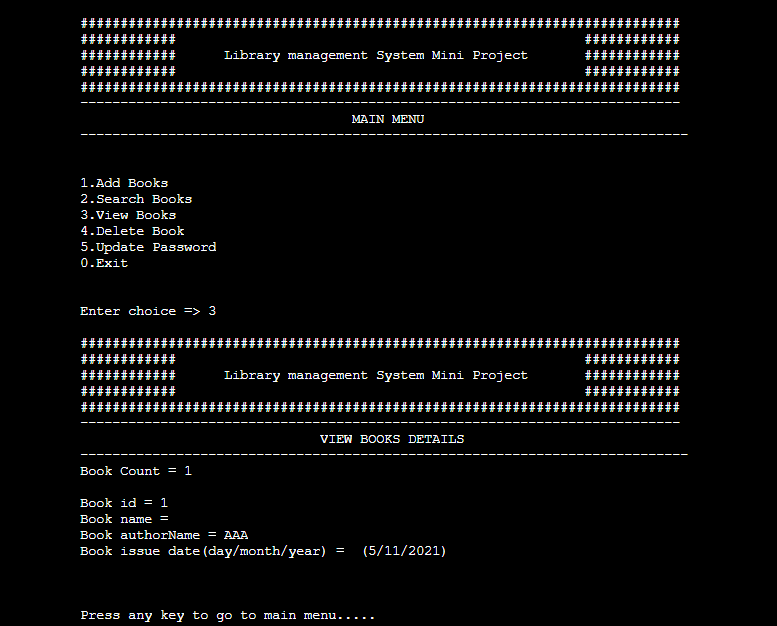 ###########################################################################
############                                                   ############
############      Library management System Mini Project       ############
############                                                   ############
###########################################################################
---------------------------------------------------------------------------
MAIN MENU
----------------------------------------------------------------------------
1.Add Books
2.Search Books
3.View Books
4.Delete Book
5.Update Password
0.Exit
Enter choice => 3
###########################################################################
############                                                   ############
############      Library management System Mini Project       ############
############                                                   ############
###########################################################################
---------------------------------------------------------------------------
VIEW BOOKS DETAILS
----------------------------------------------------------------------------
Book Count = 1
Book id = 1
Book name =
Book authorName = AAA
Book issue date(day/month/year) =  (5/11/2021)
Press any key to go to main menu.....